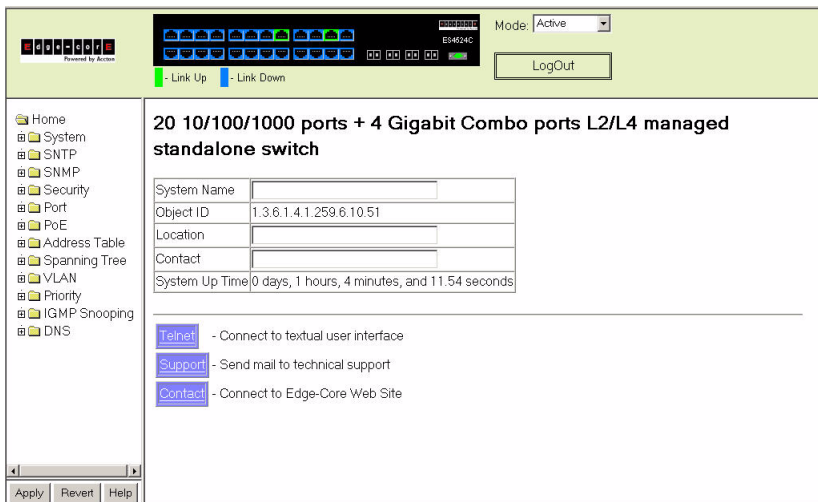 Edge-corE
Powered by Accton
ES4524C
Mode: Active
LogOut
- Link Up - Link Down
Home
System
SNTP
SNMP
Security
Port
PoE
Address Table
Spanning Tree
VLAN
Priority
IGMP Snooping
DNS
20 10/100/1000 ports + 4 Gigabit Combo ports L2/L4 managed
standalone switch
System Name
Object ID 1.3.6.1.4.1.259.6.10.51
Location
Contact
System Up Time 0 days, 1 hours, 4 minutes, and 11.54 seconds
Telnet - Connect to textual user interface
Support - Send mail to technical support
Contact - Connect to Edge-Core Web Site
Apply Revert Help